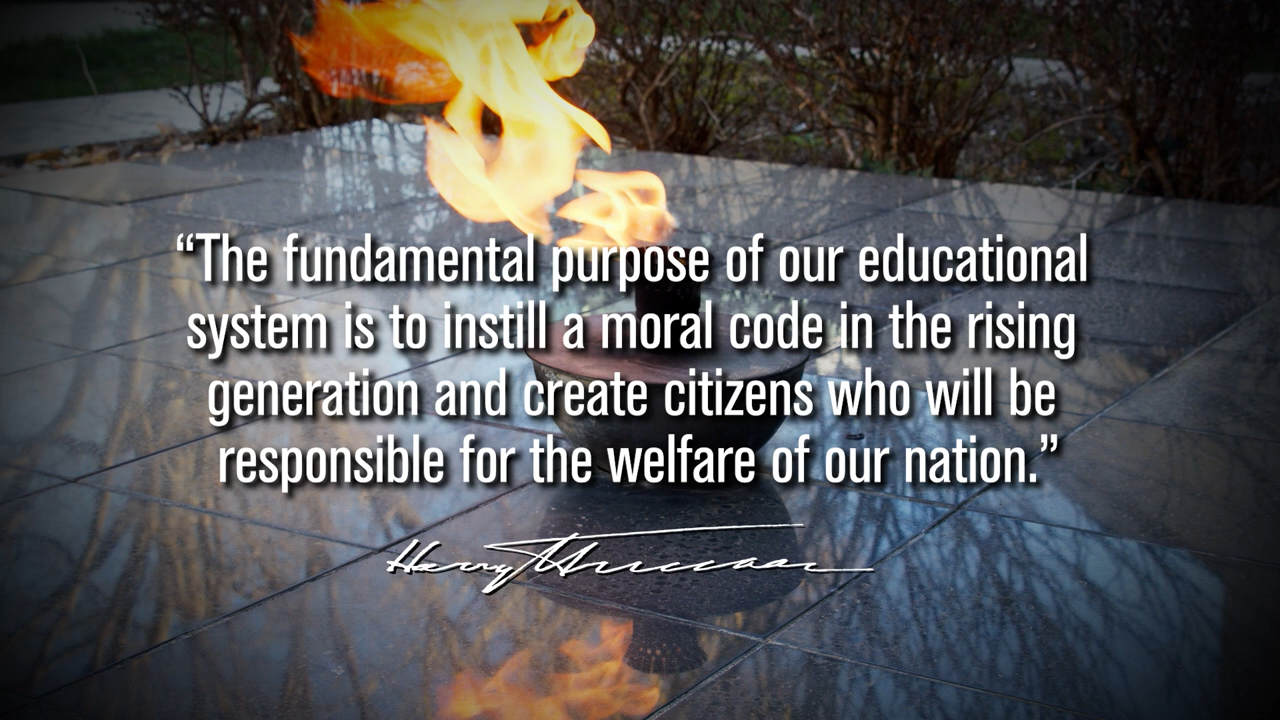 “The fundamental purpose of our educational
system is to instill a moral code in the rising
generation and create citizens who will be
responsible for the welfare of our nation.”
Harry Truman